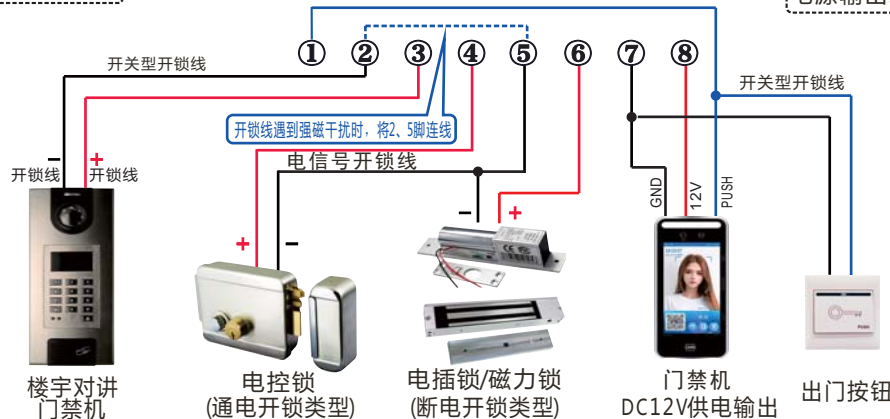 电源输出
① ② ③ ④ ⑤ ⑥ ⑦ ⑧
开关型开锁线
开关型开锁线
开锁线遇到强磁干扰时，将2、5脚连线
电信号开锁线
− +
开锁线 开锁线
+ −
− +
GND
12V
PUSH
PUSH
楼宇对讲
门禁机
电控锁
(通电开锁类型)
电插锁/磁力锁
(断电开锁类型)
门禁机
DC12V供电输出
出门按钮